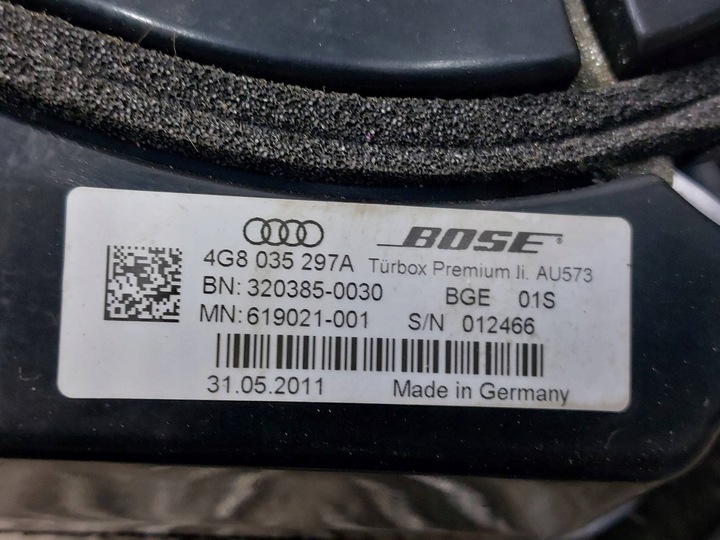 BOSE®
4G8 035 297A Türbox Premium li. AU573
BN: 320385-0030 BGE 01S
MN: 619021-001 S/N 012466
31.05.2011 Made in Germany